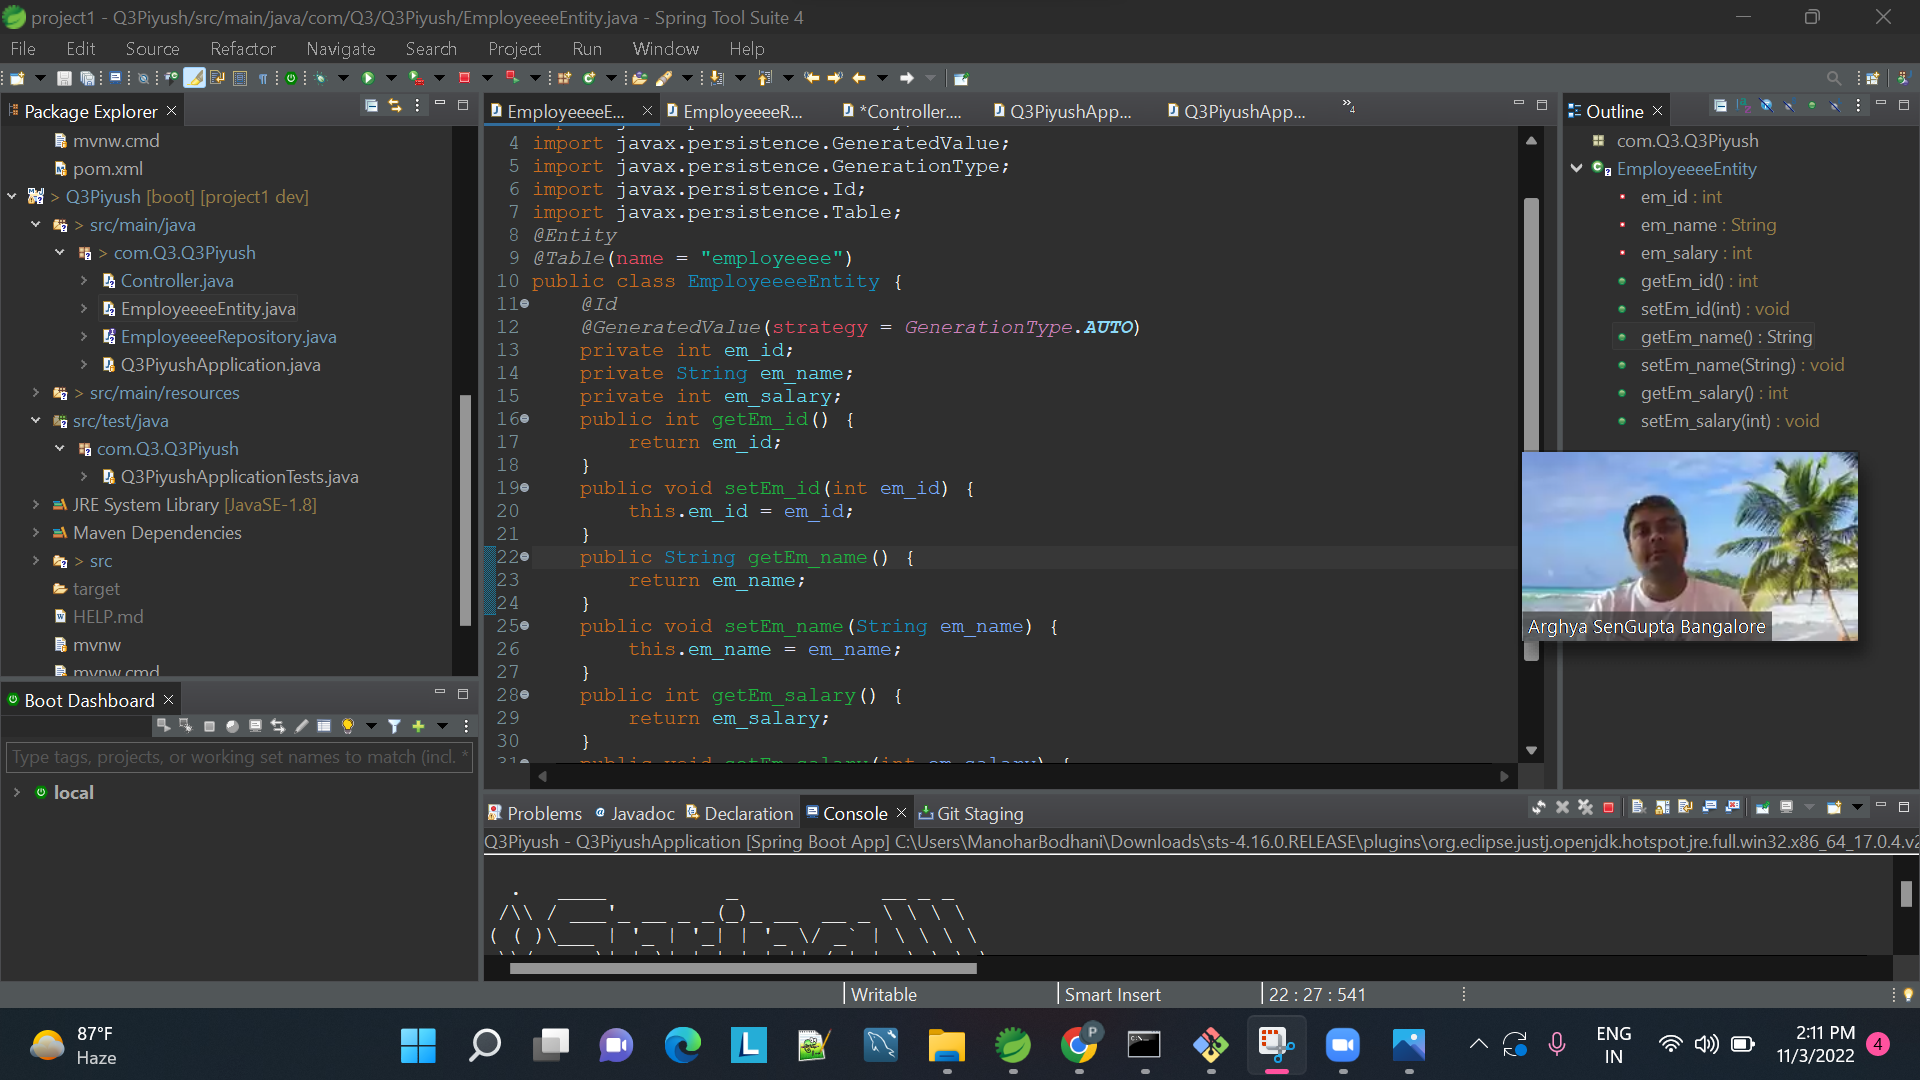 project1 - Q3Piyush/src/main/java/com/Q3/Q3Piyush/EmployeeeeEntity.java - Spring Tool Suite 4
File Edit Source Refactor Navigate Search Project Run Window Help
Package Explorer
mvnw.cmd
pom.xml
> Q3Piyush [boot] [project1 dev]
> src/main/java
> com.Q3.Q3Piyush
Controller.java
EmployeeeeEntity.java
EmployeeeeRepository.java
Q3PiyushApplication.java
> src/main/resources
src/test/java
com.Q3.Q3Piyush
Q3PiyushApplicationTests.java
JRE System Library [JavaSE-1.8]
Maven Dependencies
> src
target
HELP.md
mvnw
mvnw.cmd
Boot Dashboard
Type tags, projects, or working set names to match (incl. *
local
EmployeeeeE... EmployeeeeR... *Controller.... Q3PiyushApp... Q3PiyushApp... »4
4 import javax.persistence.GeneratedValue;
5 import javax.persistence.GenerationType;
6 import javax.persistence.Id;
7 import javax.persistence.Table;
8 @Entity
9 @Table(name = "employeeee")
10 public class EmployeeeeEntity {
11 @Id
12 @GeneratedValue(strategy = GenerationType.AUTO)
13 private int em_id;
14 private String em_name;
15 private int em_salary;
16 public int getEm_id() {
17 return em_id;
18 }
19 public void setEm_id(int em_id) {
20 this.em_id = em_id;
21 }
22 public String getEm_name() {
23 return em_name;
24 }
25 public void setEm_name(String em_name) {
26 this.em_name = em_name;
27 }
28 public int getEm_salary() {
29 return em_salary;
30 }
31 public void setEm_salary(int em_salary) {
Outline
com.Q3.Q3Piyush
EmployeeeeEntity
em_id : int
em_name : String
em_salary : int
getEm_id() : int
setEm_id(int) : void
getEm_name() : String
setEm_name(String) : void
getEm_salary() : int
setEm_salary(int) : void
Arghya SenGupta Bangalore
Problems Javadoc Declaration Console Git Staging
Q3Piyush - Q3PiyushApplication [Spring Boot App] C:\Users\ManoharBodhani\Downloads\sts-4.16.0.RELEASE\plugins\org.eclipse.justj.openjdk.hotspot.jre.full.win32.x86_64_17.0.4.v2
Writable Smart Insert 22 : 27 : 541
87°F
Haze
ENG
IN
2:11 PM
11/3/2022
4